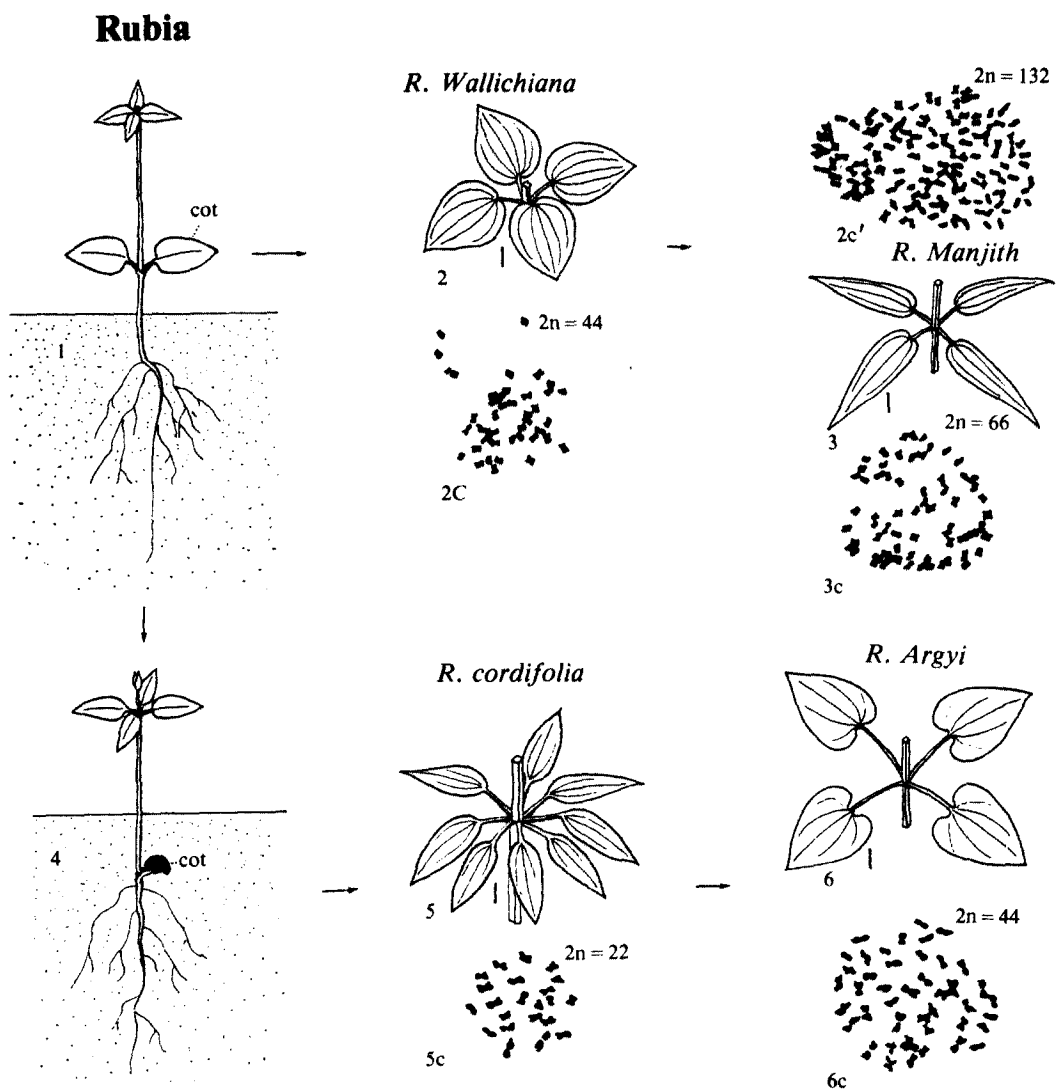 Rubia
cot
1
R. Wallichiana
2
2n = 44
2C
2n = 132
2c'
R. Manjith
3
2n = 66
3c
4
cot
R. cordifolia
5
2n = 22
5c
R. Argyi
6
2n = 44
6c